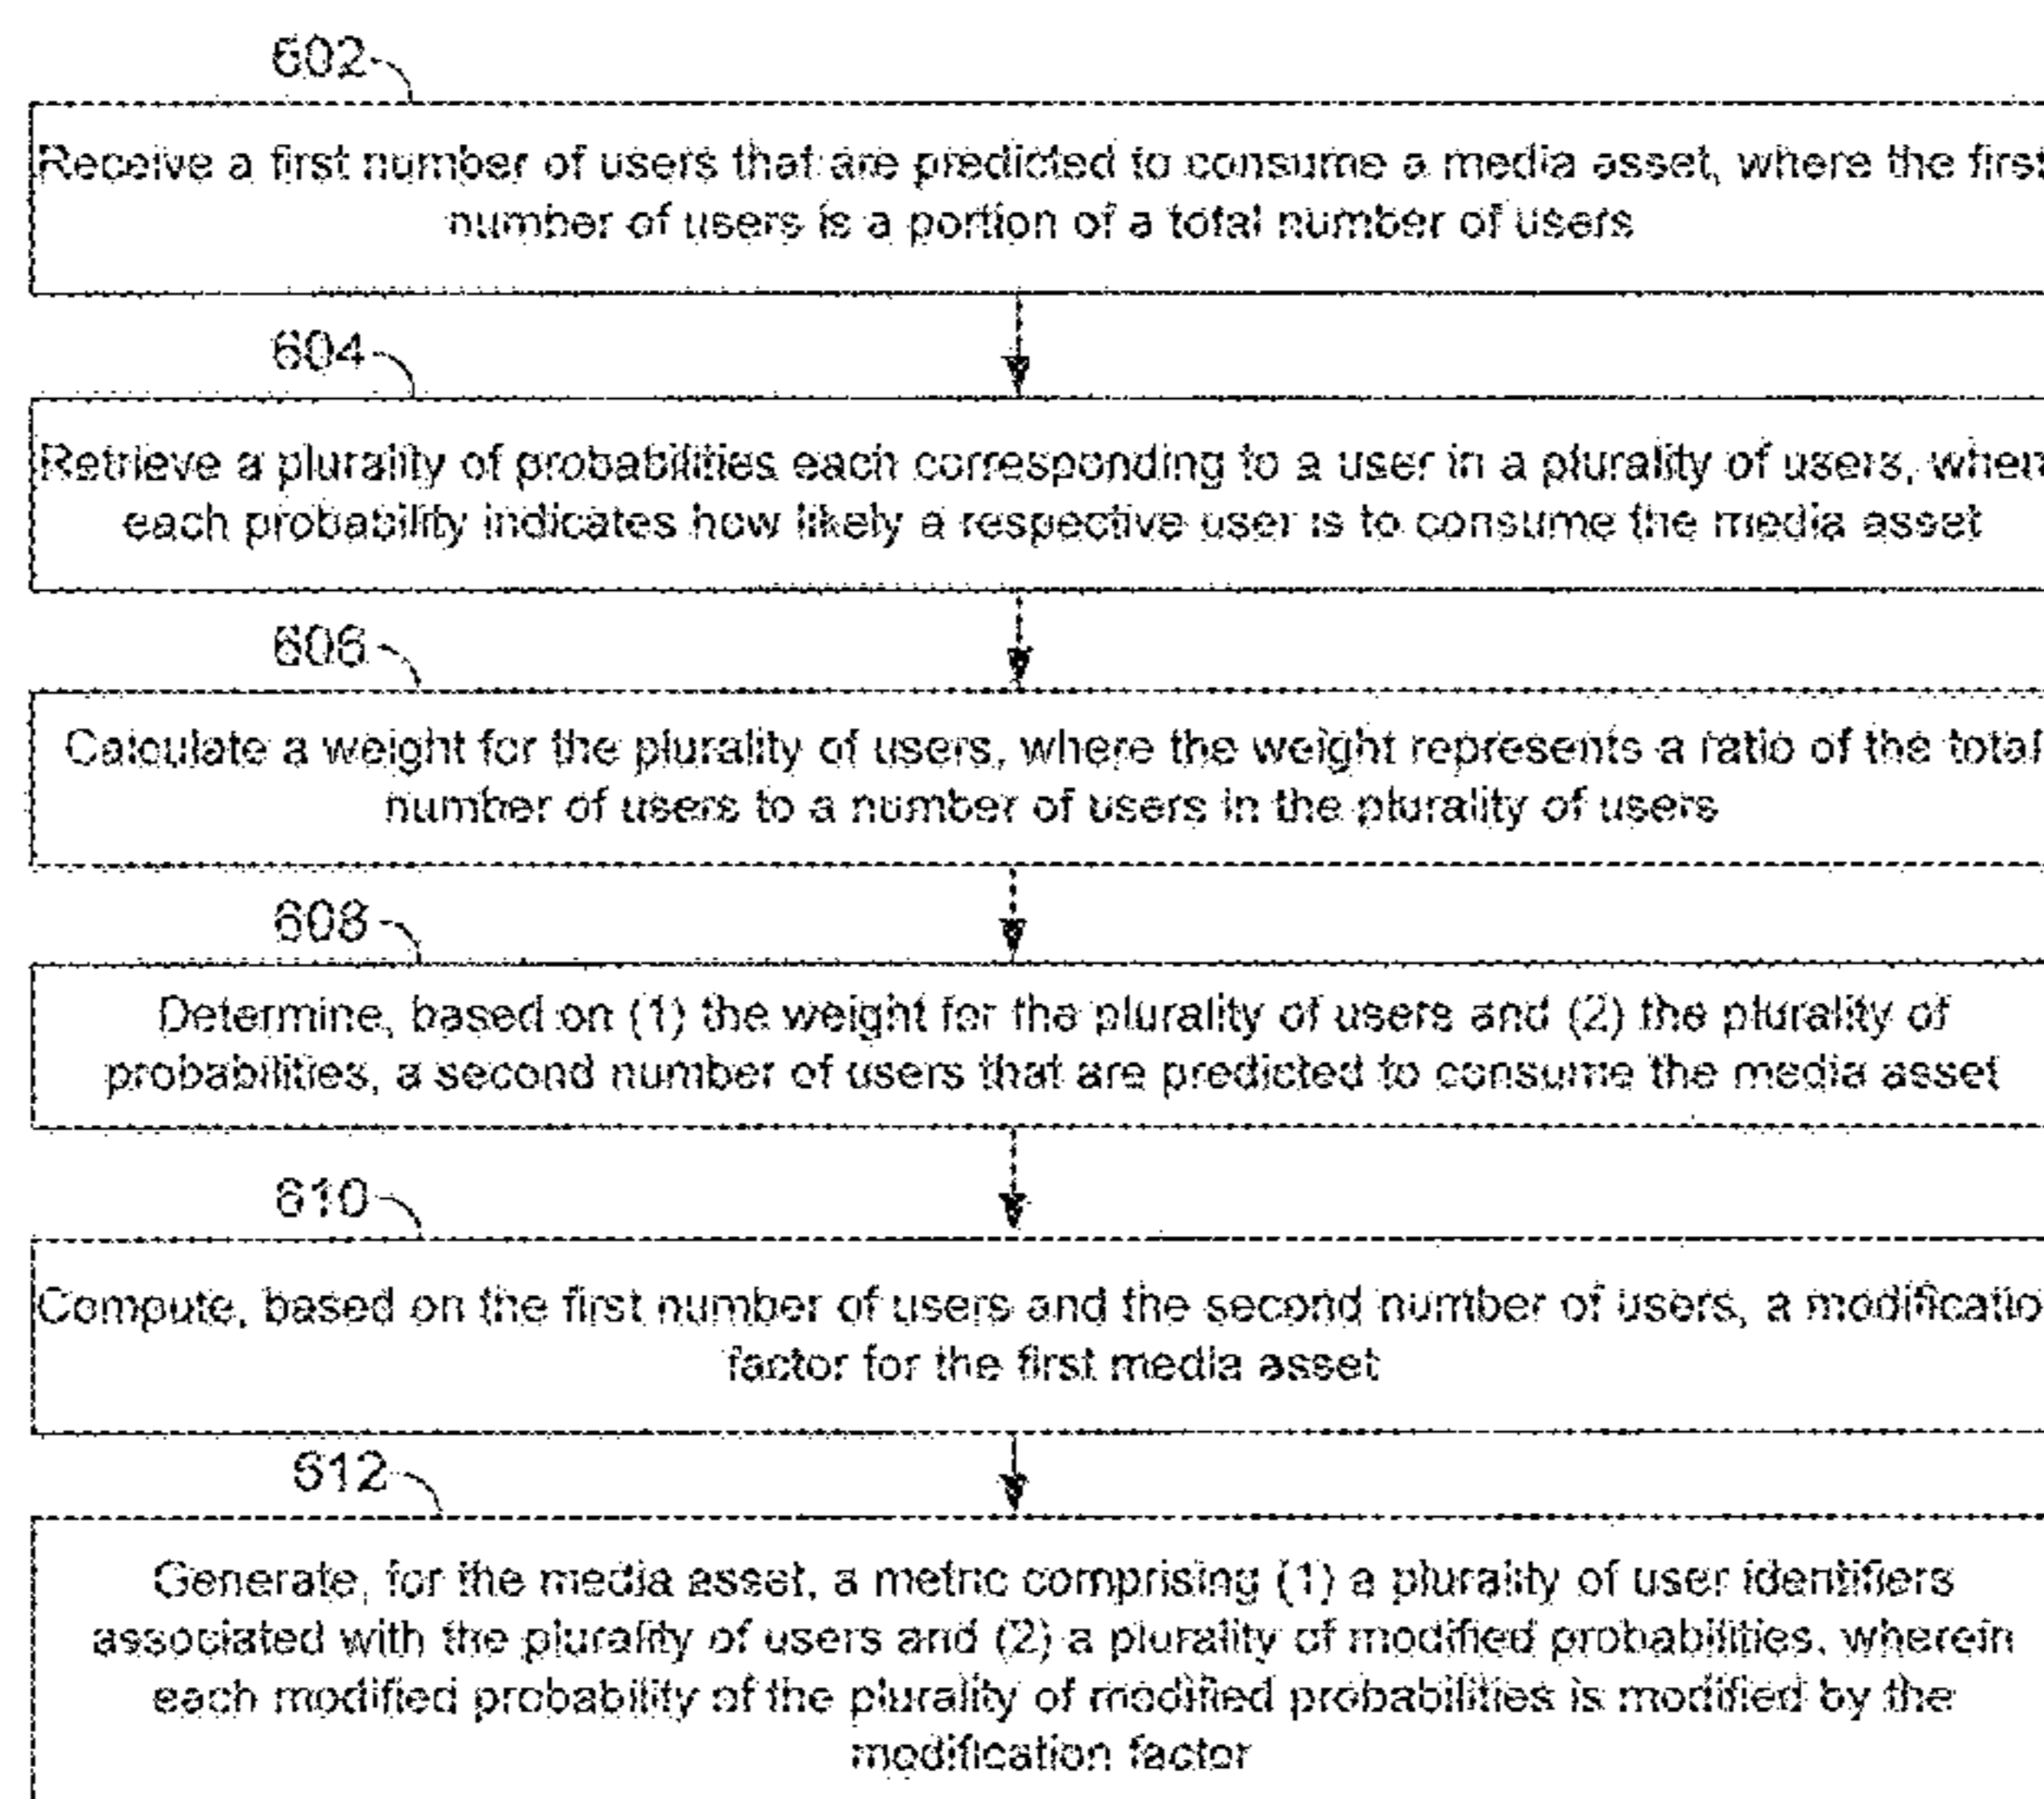 602
Receive a first number of users that are predicted to consume a media asset, where the first
number of users is a portion of a total number of users
604
Retrieve a plurality of probabilities each corresponding to a user in a plurality of users, wher
each probability indicates how likely a respective user is to consume the media asset
606
Calculate a weight for the plurality of users, where the weight represents a ratio of the total
number of users to a number of users in the plurality of users
608
Determine, based on (1) the weight for the plurality of users and (2) the plurality of
probabilities, a second number of users that are predicted to consume the media asset
610
Compute, based on the first number of users and the second number of users, a modificatio
factor for the first media asset
612
Generate, for the media asset, a metric comprising (1) a plurality of user identifiers
associated with the plurality of users and (2) a plurality of modified probabilities, wherein
each modified probability of the plurality of modified probabilities is modified by the
modification factor